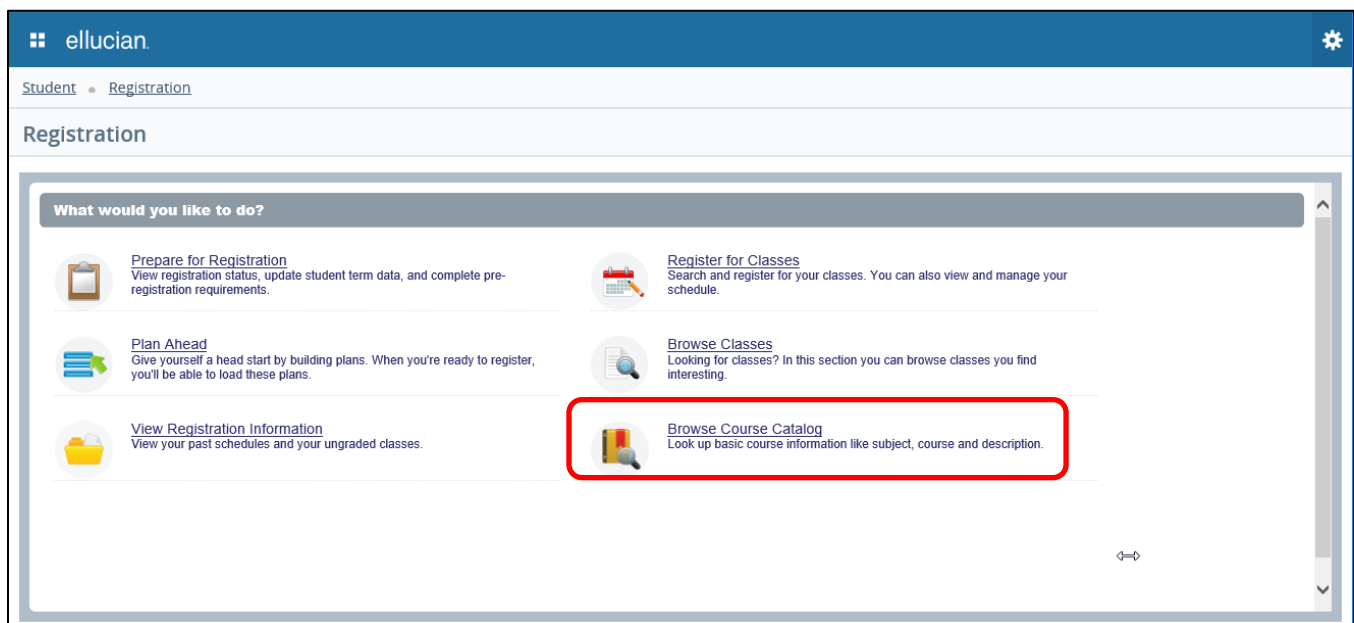 ellucian.
Student • Registration
Registration
What would you like to do?
Prepare for Registration
View registration status, update student term data, and complete pre-
registration requirements.
Register for Classes
Search and register for your classes. You can also view and manage your
schedule.
Plan Ahead
Give yourself a head start by building plans. When you're ready to register,
you'll be able to load these plans.
Browse Classes
Looking for classes? In this section you can browse classes you find
interesting.
View Registration Information
View your past schedules and your ungraded classes.
Browse Course Catalog
Look up basic course information like subject, course and description.